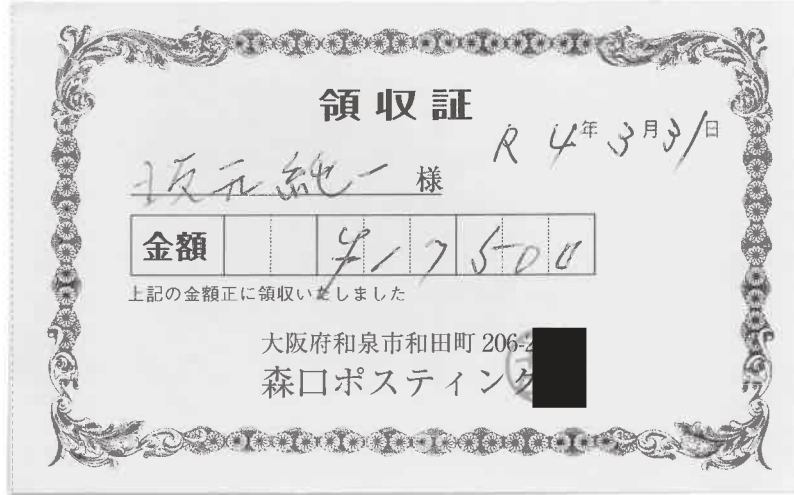 領収証
R 4年 3月31日
坂元純一 様
金額 ¥17500
上記の金額正に領収いたしました
大阪府和泉市和田町 206-2
森口ポスティング